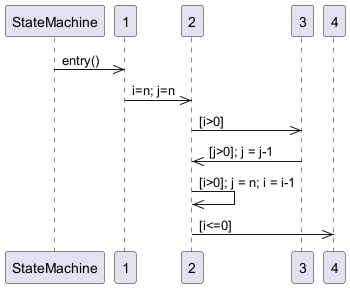 StateMachine 1 2 3 4
entry()
i=n; j=n
[i>0]
[j>0]; j = j-1
[i>0]; j = n; i = i-1
[i<=0]
StateMachine 1 2 3 4